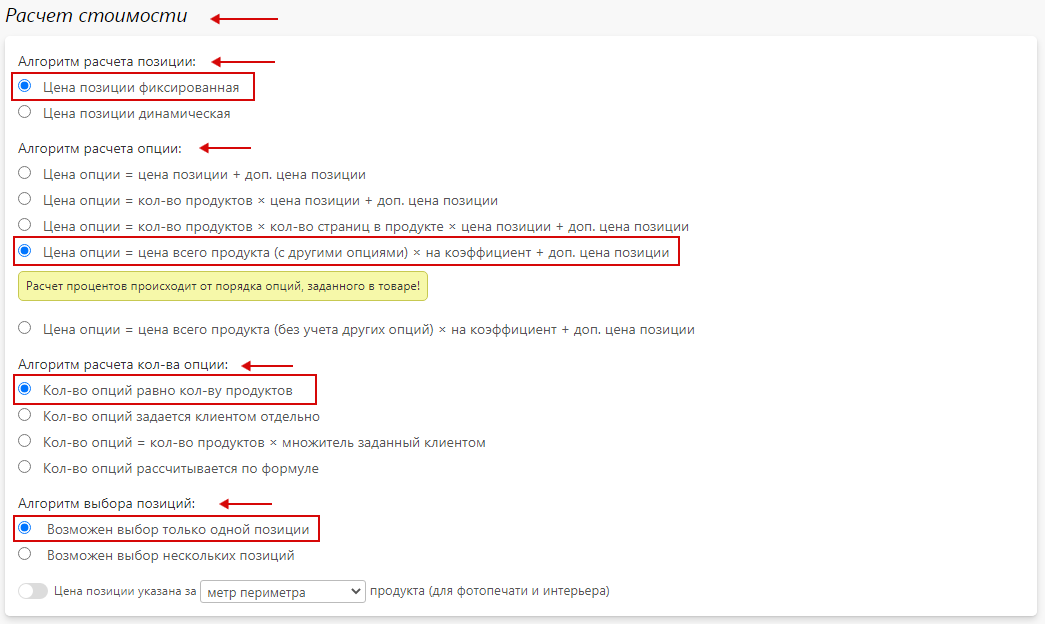 Расчет стоимости
Алгоритм расчета позиции:
Цена позиции фиксированная
Цена позиции динамическая
Алгоритм расчета опции:
Цена опции = цена позиции + доп. цена позиции
Цена опции = кол-во продуктов × цена позиции + доп. цена позиции
Цена опции = кол-во продуктов × кол-во страниц в продукте × цена позиции + доп. цена позиции
Цена опции = цена всего продукта (с другими опциями) × на коэффициент + доп. цена позиции
Расчет процентов происходит от порядка опций, заданного в товаре!
Цена опции = цена всего продукта (без учета других опций) × на коэффициент + доп. цена позиции
Алгоритм расчета кол-ва опции:
Кол-во опций равно кол-ву продуктов
Кол-во опций задается клиентом отдельно
Кол-во опций = кол-во продуктов × множитель заданный клиентом
Кол-во опций рассчитывается по формуле
Алгоритм выбора позиций:
Возможен выбор только одной позиции
Возможен выбор нескольких позиций
Цена позиции указана за метр периметра продукта (для фотопечати и интерьера)